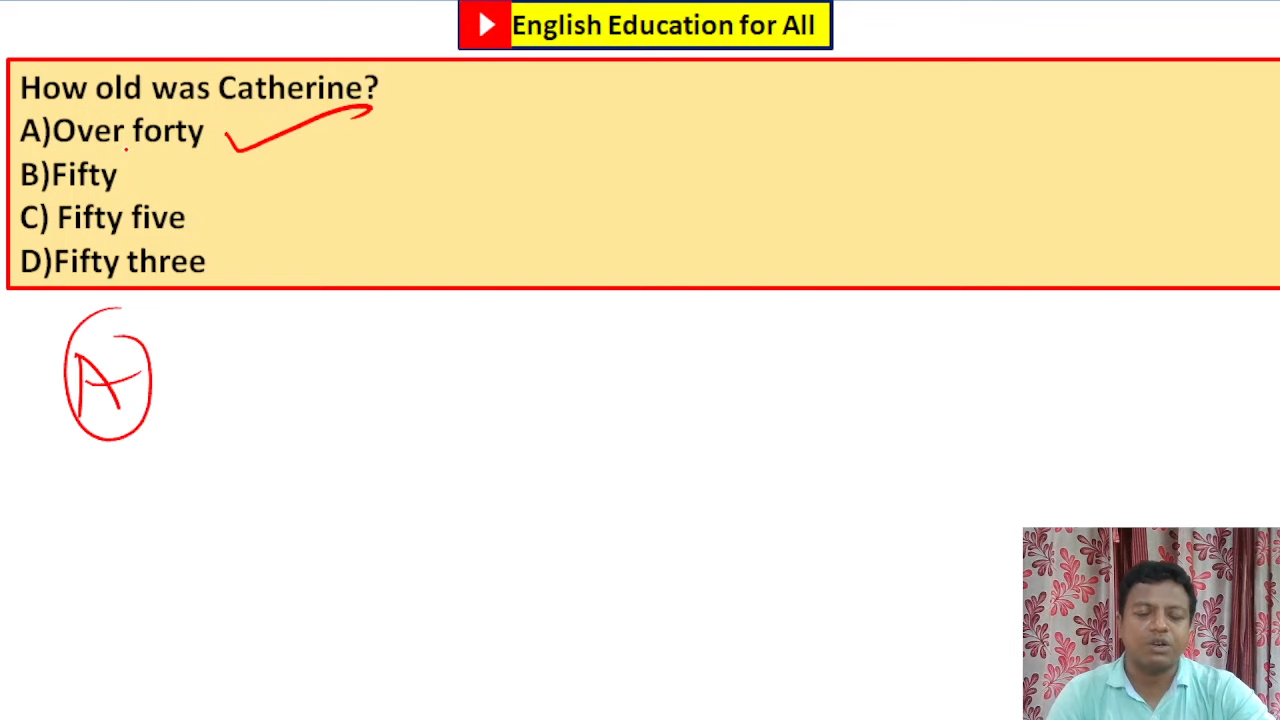 English Education for All
How old was Catherine?
A)Over forty
B)Fifty
C) Fifty five
D)Fifty three
A